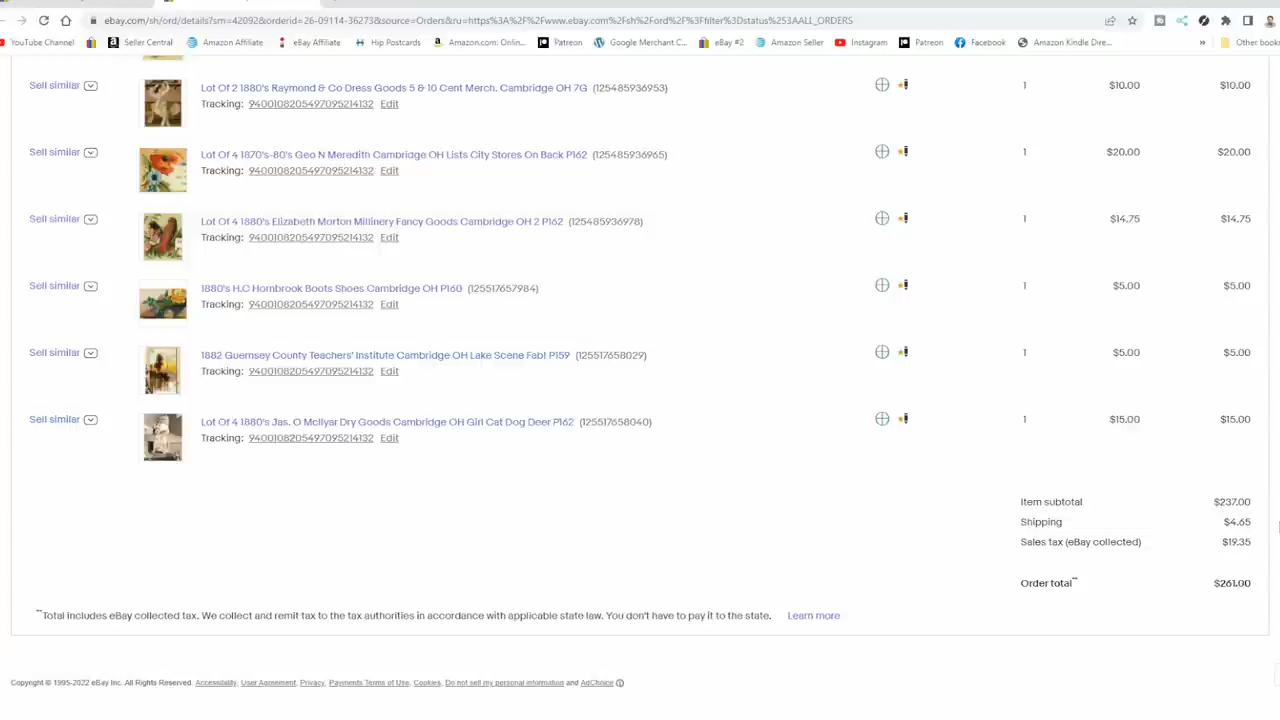 ebay.com/sh/ord/details?sm=42092&orderid=26-09114-36273&source=Orders&ru=https%3A%2F%2Fwww.ebay.com%2Fsh%2Ford%2F%3Ffilter%3Dstatus%253AALL_ORDERS
YouTube Channel Seller Central Amazon Affiliate eBay Affiliate Hip Postcards Amazon.com: Onlin... Patreon Google Merchant C... eBay #2 Amazon Seller Instagram Patreon Facebook Amazon Kindle Dire... » Other book
Sell similar Lot Of 2 1880's Raymond & Co Dress Goods 5 & 10 Cent Merch. Cambridge OH 7G (125485936953) 1 $10.00 $10.00
Tracking: 9400108205497095214132 Edit
Sell similar Lot Of 4 1870's-80's Geo N Meredith Cambridge OH Lists City Stores On Back P162 (125485936965) 1 $20.00 $20.00
Tracking: 9400108205497095214132 Edit
Sell similar Lot Of 4 1880's Elizabeth Morton Millinery Fancy Goods Cambridge OH 2 P162 (125485936978) 1 $14.75 $14.75
Tracking: 9400108205497095214132 Edit
Sell similar 1880's H.C Hornbrook Boots Shoes Cambridge OH P160 (125517657984) 1 $5.00 $5.00
Tracking: 9400108205497095214132 Edit
Sell similar 1882 Guernsey County Teachers' Institute Cambridge OH Lake Scene Fab! P159 (125517658029) 1 $5.00 $5.00
Tracking: 9400108205497095214132 Edit
Sell similar Lot Of 4 1880's Jas. O McIlyar Dry Goods Cambridge OH Girl Cat Dog Deer P162 (125517658040) 1 $15.00 $15.00
Tracking: 9400108205497095214132 Edit
Item subtotal $237.00
Shipping $4.65
Sales tax (eBay collected) $19.35
Order total** $261.00
**Total includes eBay collected tax. We collect and remit tax to the tax authorities in accordance with applicable state law. You don't have to pay it to the state. Learn more
Copyright © 1995-2022 eBay Inc. All Rights Reserved. Accessibility, User Agreement, Privacy, Payments Terms of Use, Cookies, Do not sell my personal information and AdChoice